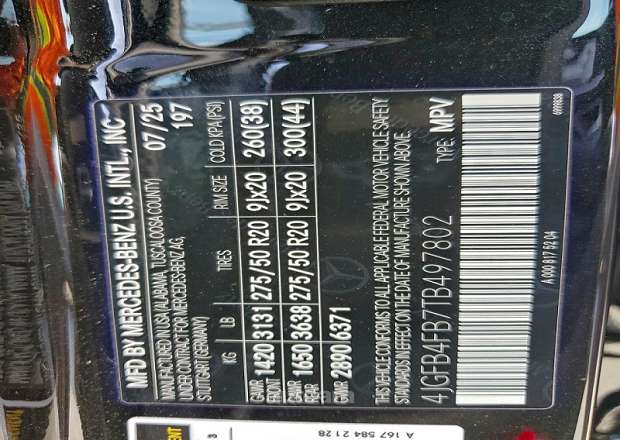 MFD BY MERCEDES-BENZ U.S. INTL., INC
MANUFACTURED IN USA (ALABAMA, TUSCALOOSA COUNTY) 07/25
UNDER CONTRACT FOR MERCEDES-BENZ AG, 197
STUTTGART (GERMANY)
KG LB TIRES RIM SIZE COLD KPA/(PSI)
GAWR FRONT 1420 3131 275/50 R20 9Jx20 260(38)
GAWR REAR 1650 3638 275/50 R20 9Jx20 300(44)
GVWR 2890 6371
THIS VEHICLE CONFORMS TO ALL APPLICABLE FEDERAL MOTOR VEHICLE SAFETY
STANDARDS IN EFFECT ON THE DATE OF MANUFACTURE SHOWN ABOVE.
4JGFB4FB7TB497802 TYPE: MPV
A 000 817 52 04
6999838
A 167 584 21 28